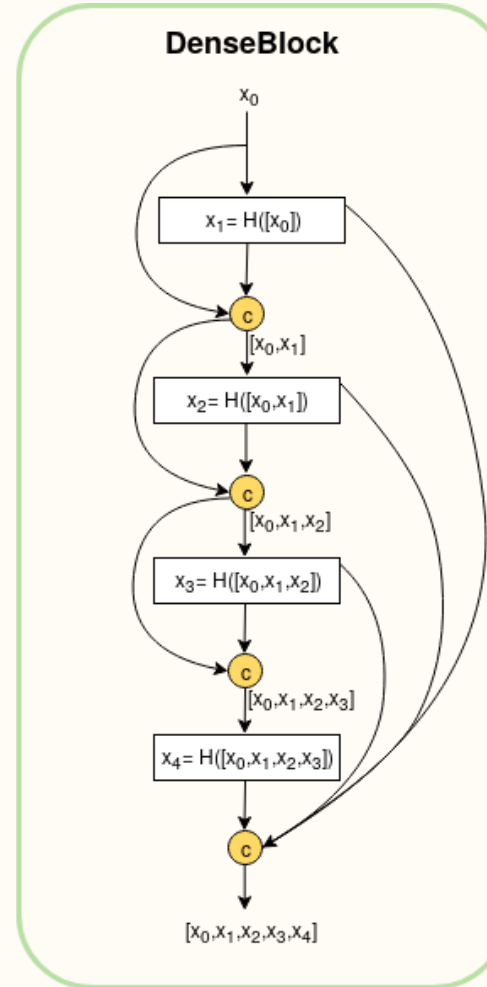 DenseBlock
x₀
x₁= H([x₀])
c
[x₀,x₁]
x₂= H([x₀,x₁])
c
[x₀,x₁,x₂]
x₃= H([x₀,x₁,x₂])
c
[x₀,x₁,x₂,x₃]
x₄= H([x₀,x₁,x₂,x₃])
c
[x₀,x₁,x₂,x₃,x₄]